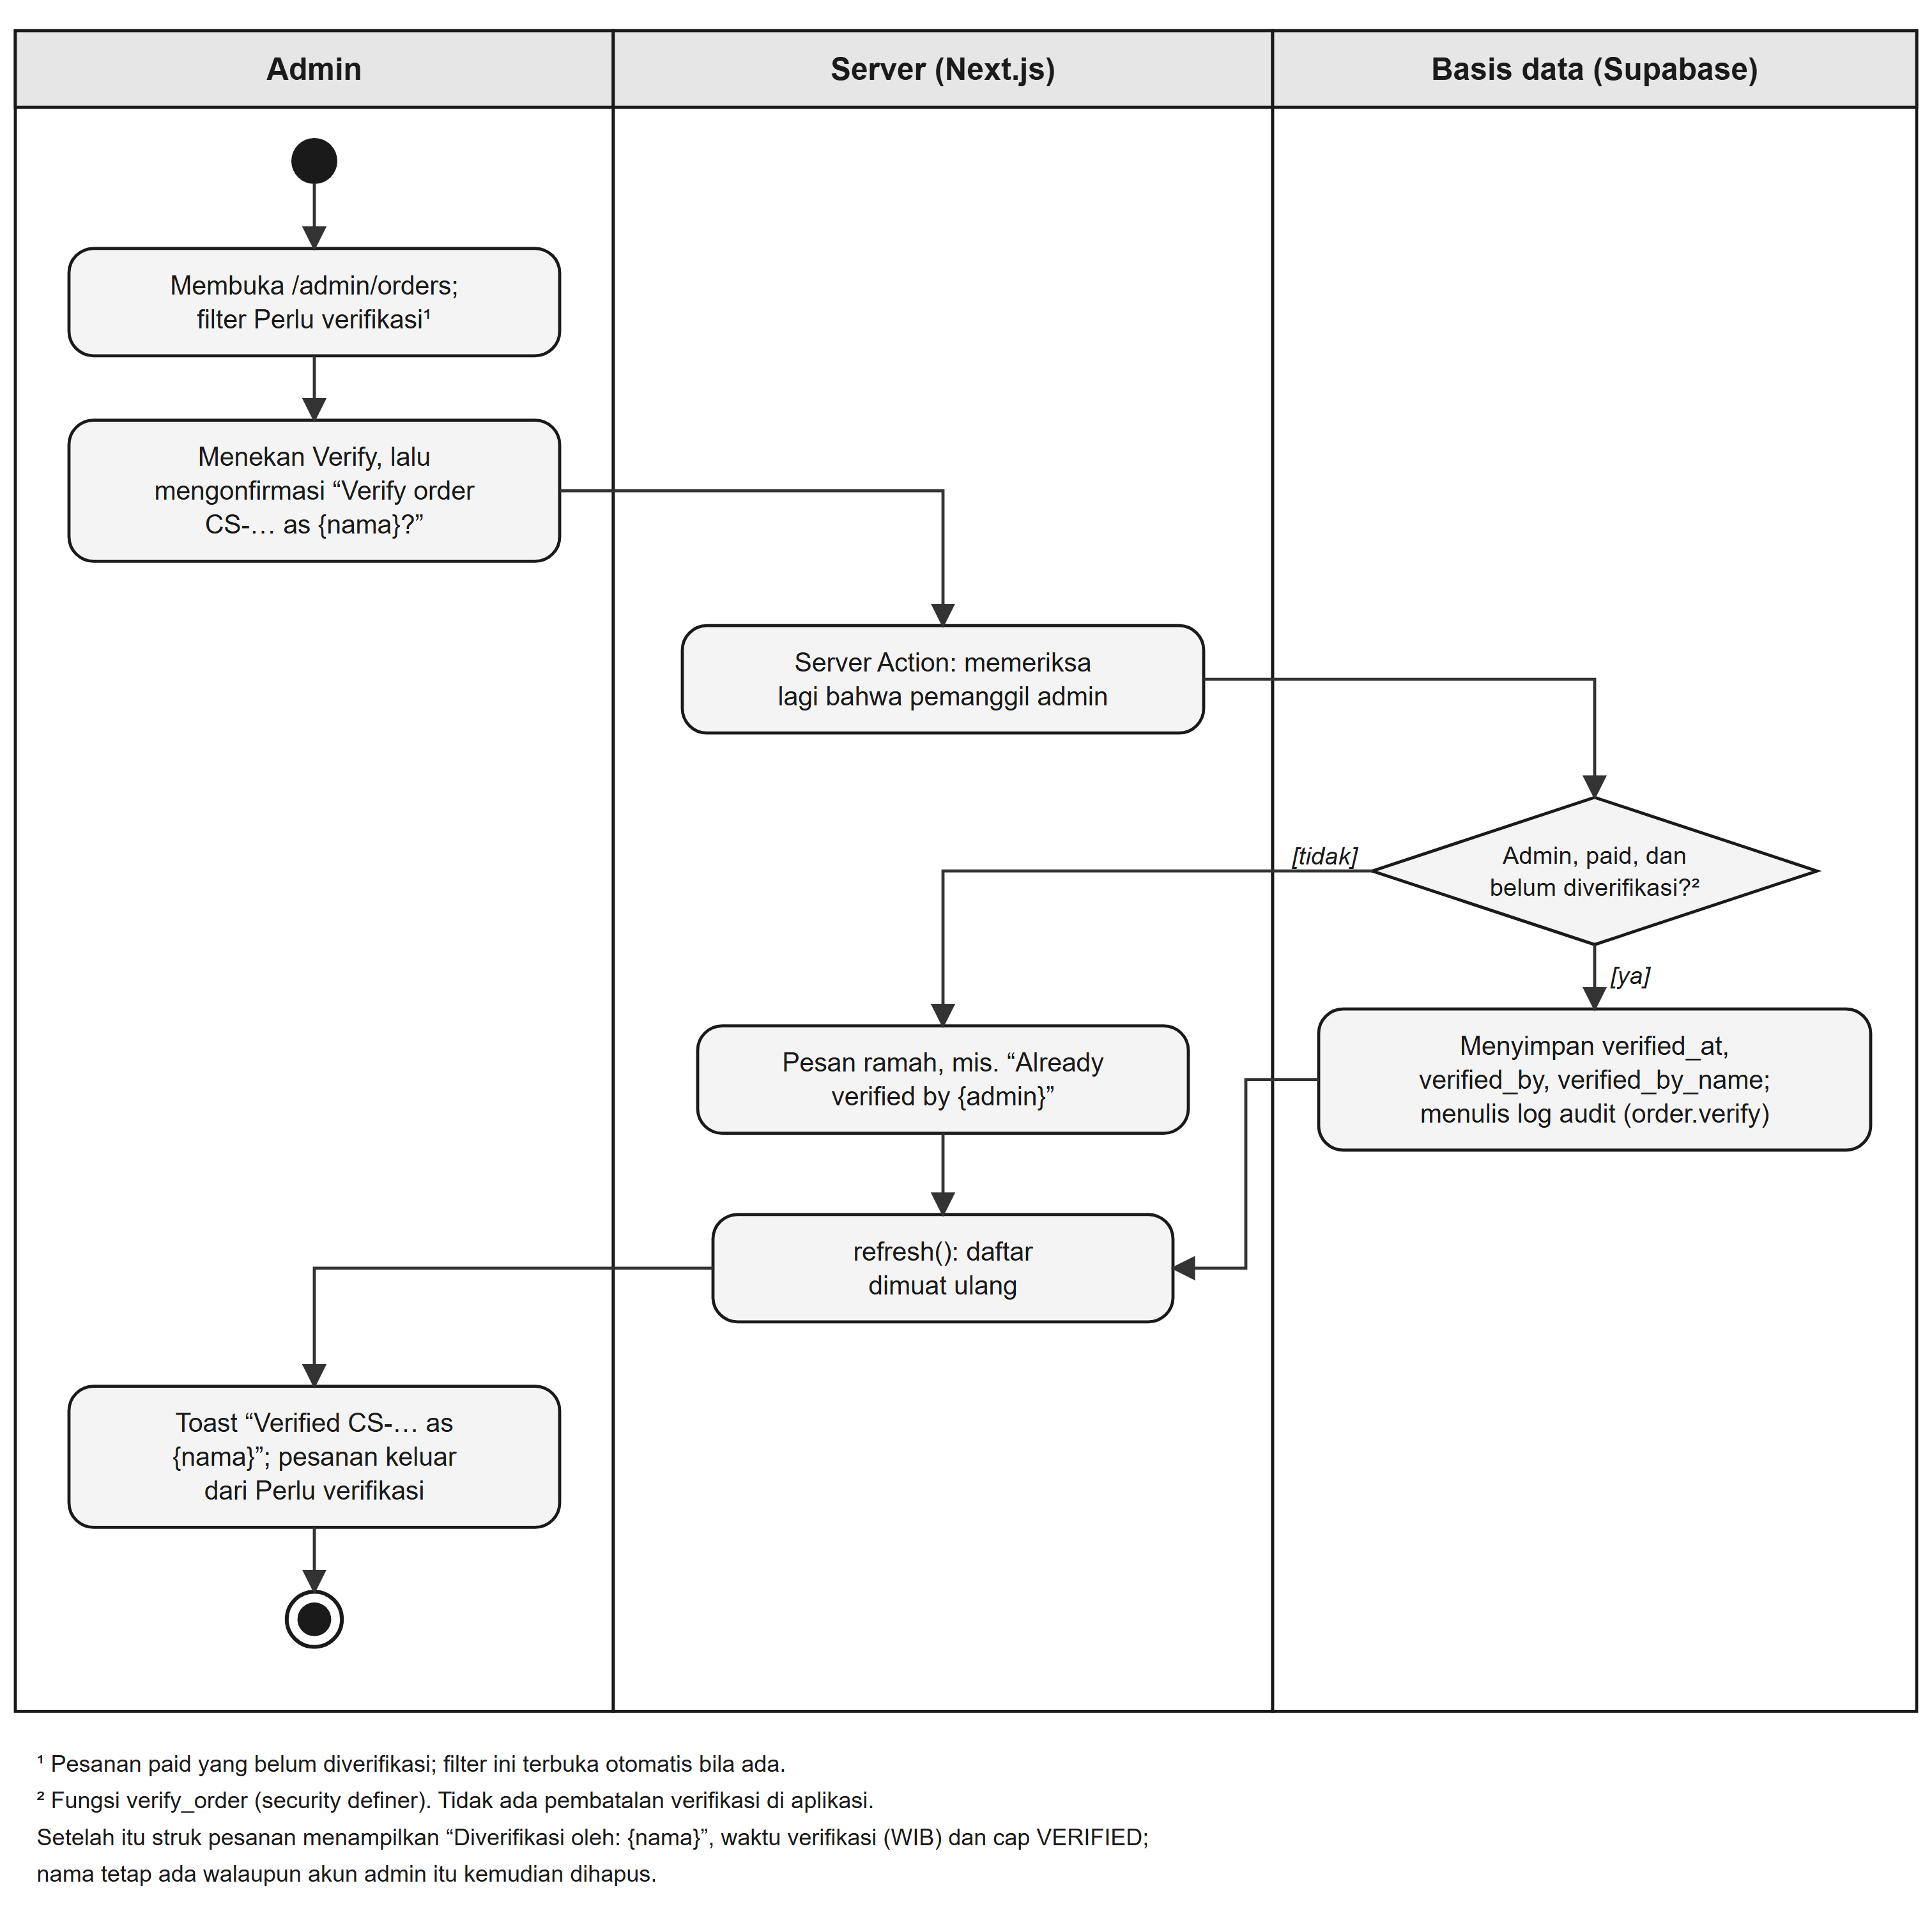 Admin
Server (Next.js)
Basis data (Supabase)
Membuka /admin/orders;
filter Perlu verifikasi¹
Menekan Verify, lalu
mengonfirmasi “Verify order
CS-… as {nama}?”
Server Action: memeriksa
lagi bahwa pemanggil admin
Admin, paid, dan
belum diverifikasi?²
[tidak]
[ya]
Pesan ramah, mis. “Already
verified by {admin}”
Menyimpan verified_at,
verified_by, verified_by_name;
menulis log audit (order.verify)
refresh(): daftar
dimuat ulang
Toast “Verified CS-… as
{nama}”; pesanan keluar
dari Perlu verifikasi
¹ Pesanan paid yang belum diverifikasi; filter ini terbuka otomatis bila ada.
² Fungsi verify_order (security definer). Tidak ada pembatalan verifikasi di aplikasi.
Setelah itu struk pesanan menampilkan “Diverifikasi oleh: {nama}”, waktu verifikasi (WIB) dan cap VERIFIED;
nama tetap ada walaupun akun admin itu kemudian dihapus.